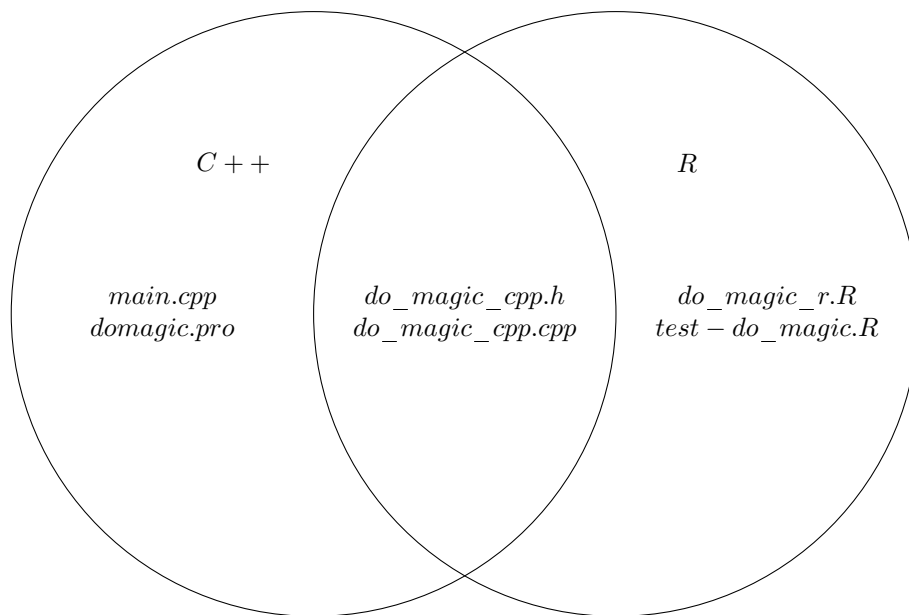 C + +
R
main.cpp
domagic.pro
do_magic_cpp.h
do_magic_cpp.cpp
do_magic_r.R
test − do_magic.R